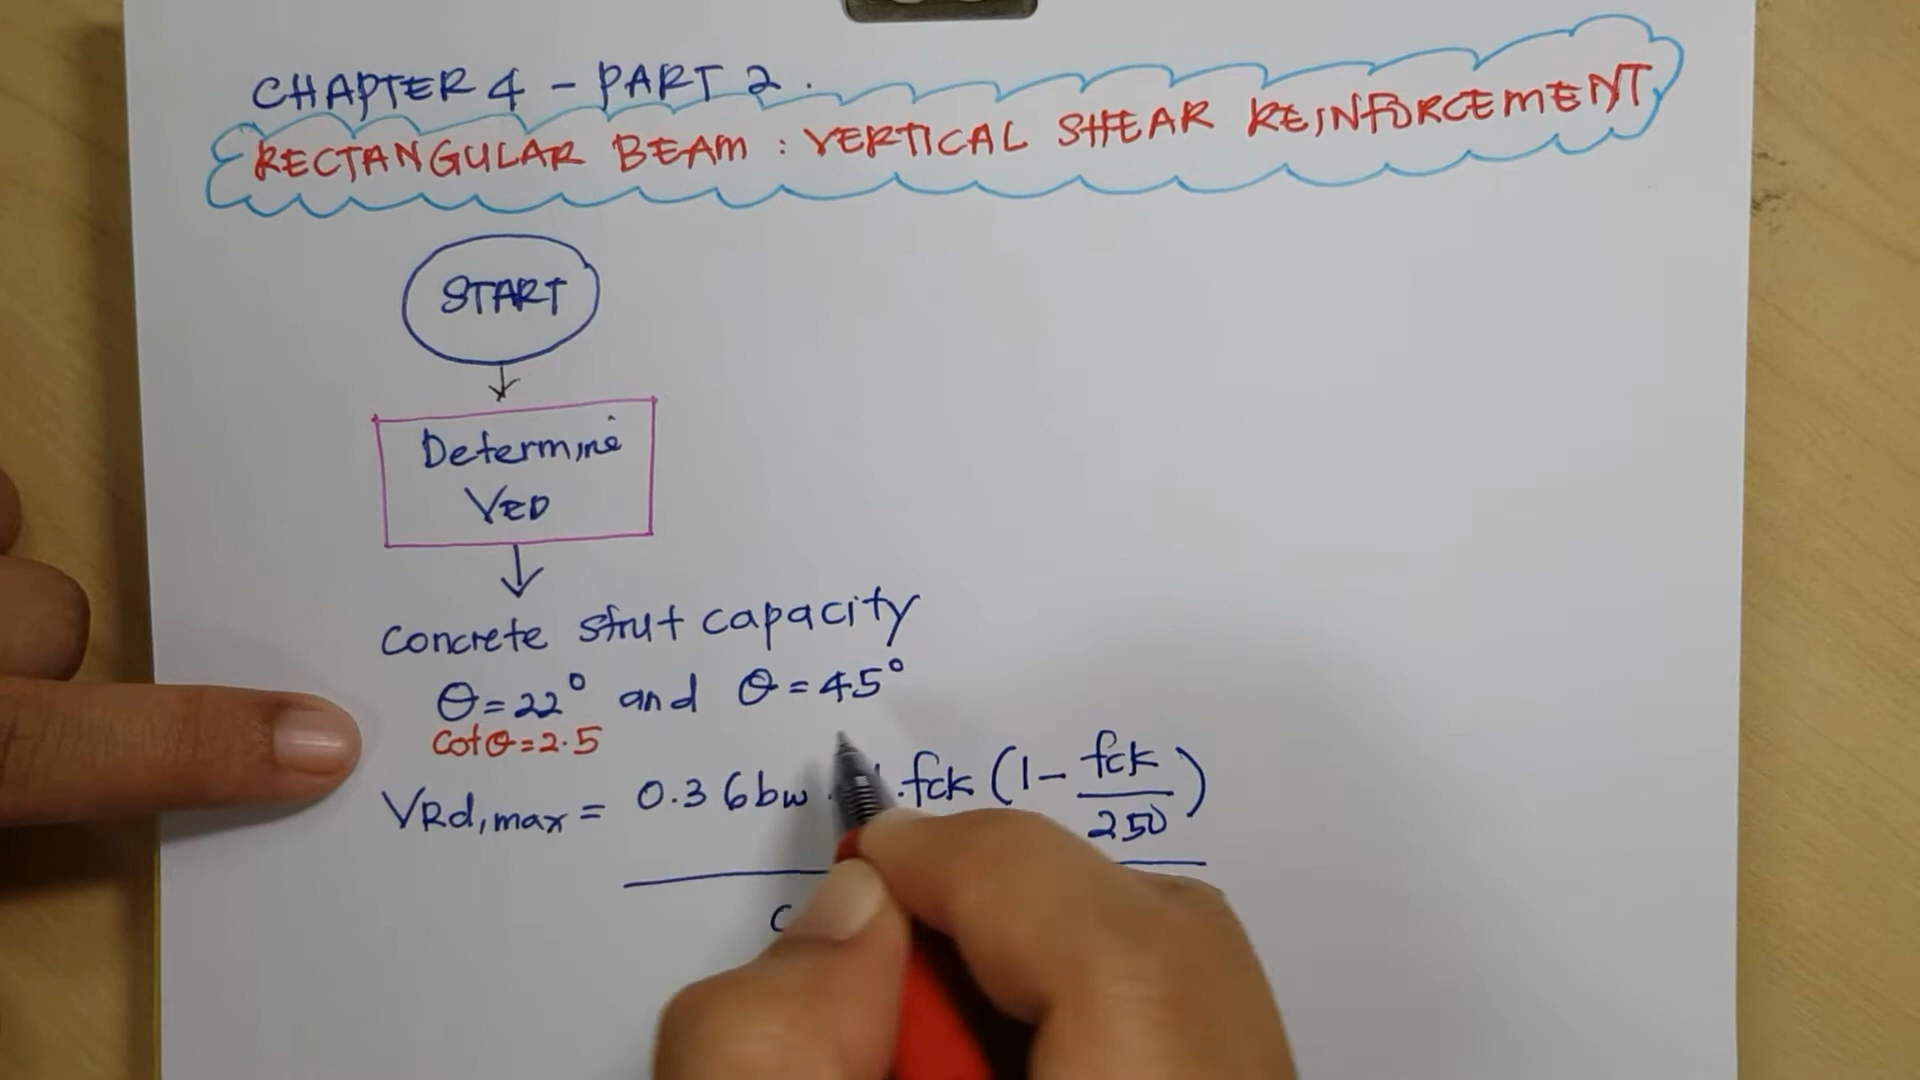 CHAPTER 4 - PART 2.
RECTANGULAR BEAM : VERTICAL SHEAR REINFORCEMENT
START
Determine
VED
concrete strut capacity
θ = 22° and θ = 45°
cot θ = 2.5
VRd,max = 0.36bw . .fck (1 - fck
250)
c